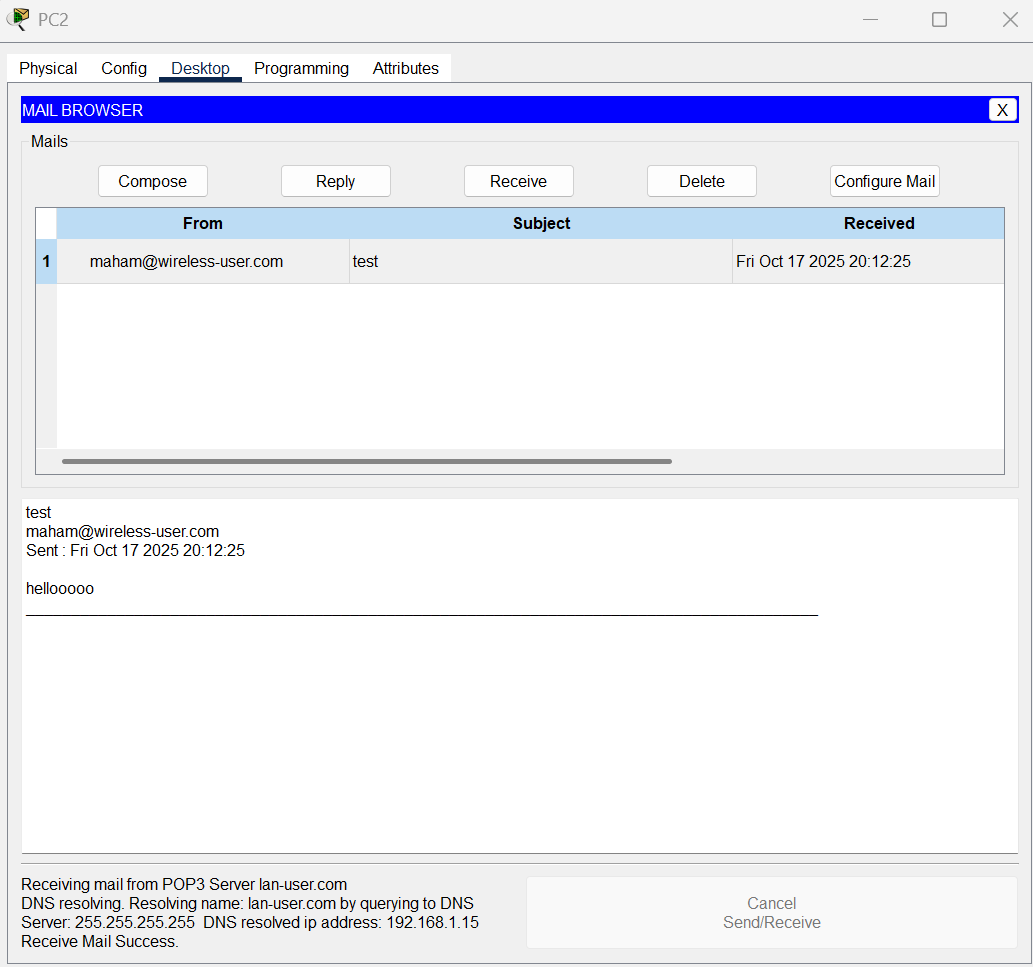 PC2
Physical Config Desktop Programming Attributes
MAIL BROWSER X
Mails
Compose Reply Receive Delete Configure Mail
From Subject Received
1 maham@wireless-user.com test Fri Oct 17 2025 20:12:25
test
maham@wireless-user.com
Sent : Fri Oct 17 2025 20:12:25
hellooooo
Receiving mail from POP3 Server lan-user.com
DNS resolving. Resolving name: lan-user.com by querying to DNS
Server: 255.255.255.255  DNS resolved ip address: 192.168.1.15
Receive Mail Success.
Cancel
Send/Receive